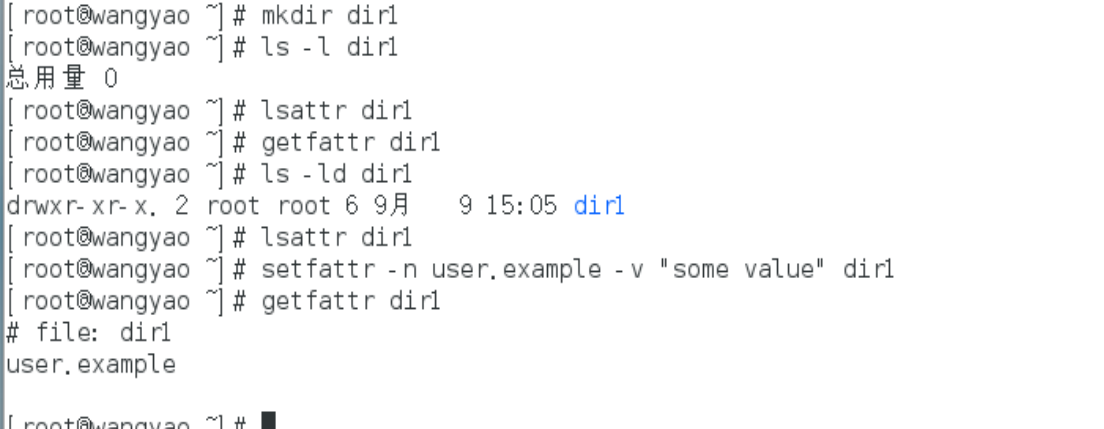 [root@wangyao ~]# mkdir dir1
[root@wangyao ~]# ls -l dir1
总用量 0
[root@wangyao ~]# lsattr dir1
[root@wangyao ~]# getfattr dir1
[root@wangyao ~]# ls -ld dir1
drwxr-xr-x. 2 root root 6 9月   9 15:05 dir1
[root@wangyao ~]# lsattr dir1
[root@wangyao ~]# setfattr -n user.example -v "some value" dir1
[root@wangyao ~]# getfattr dir1
# file: dir1
user.example
[root@wangyao ~]#